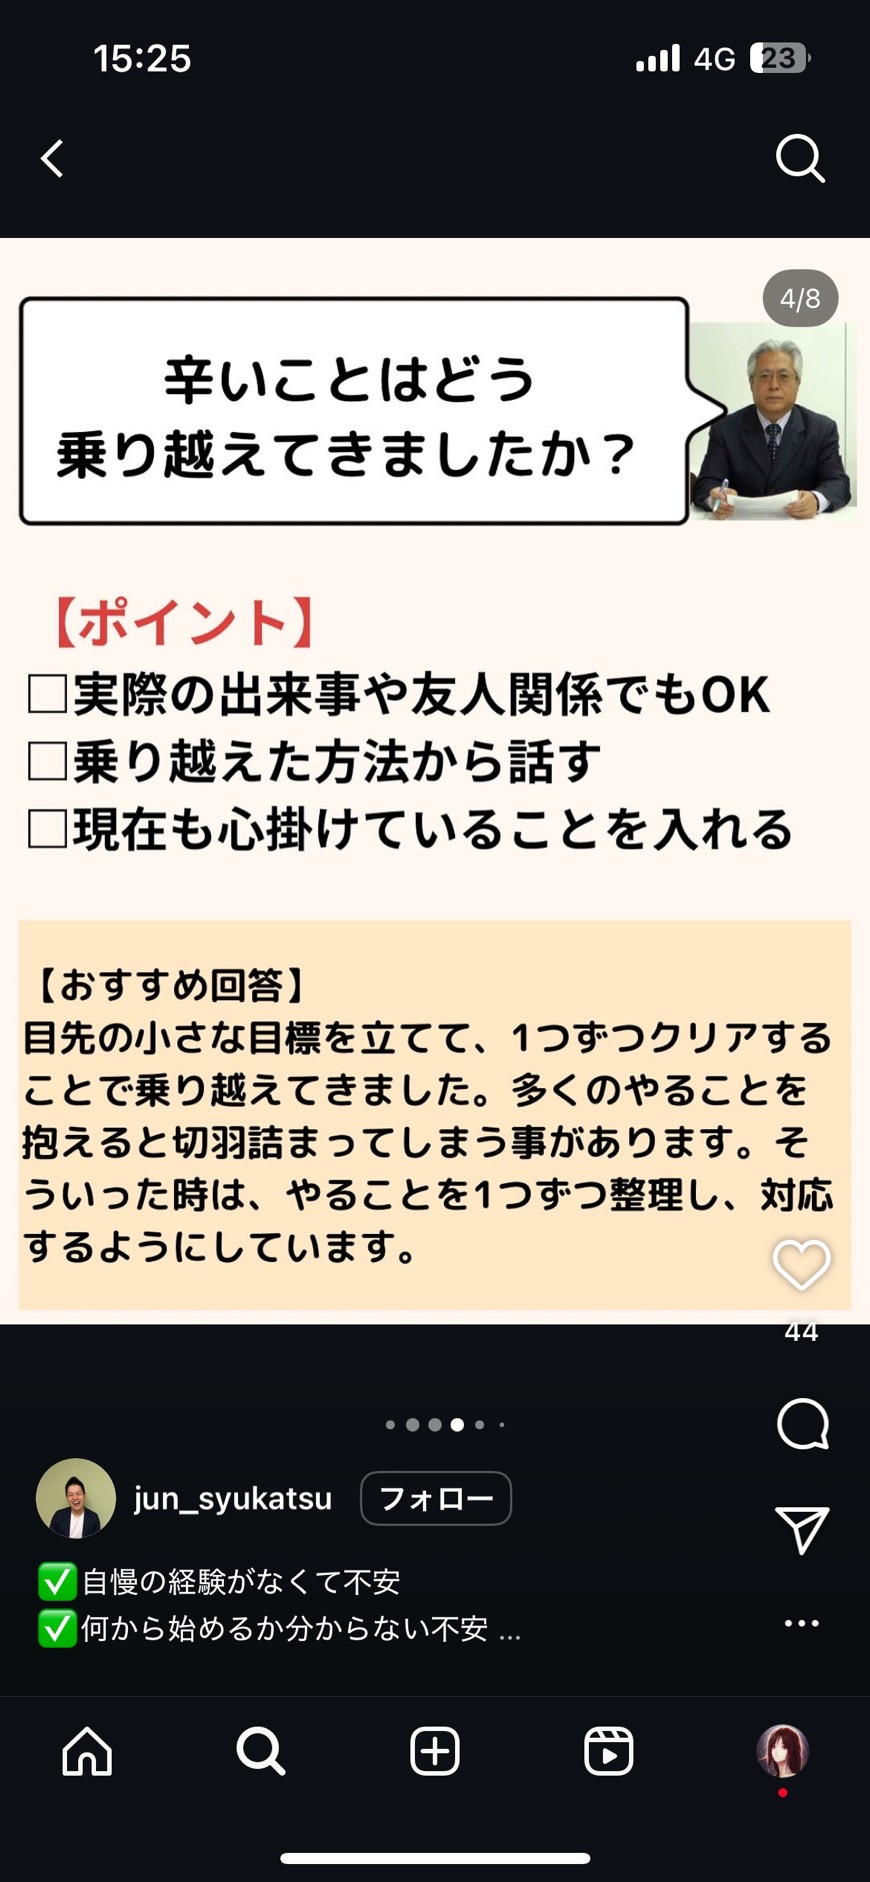 15:25
4G
23
4/8
辛いことはどう
乗り越えてきましたか？
【ポイント】
□実際の出来事や友人関係でもOK
□乗り越えた方法から話す
□現在も心掛けていることを入れる
【おすすめ回答】
目先の小さな目標を立てて、1つずつクリアする
ことで乗り越えてきました。多くのやることを
抱えると切羽詰まってしまう事があります。そ
ういった時は、やることを1つずつ整理し、対応
するようにしています。
44
jun_syukatsu
フォロー
✅自慢の経験がなくて不安
✅何から始めるか分からない不安 ...